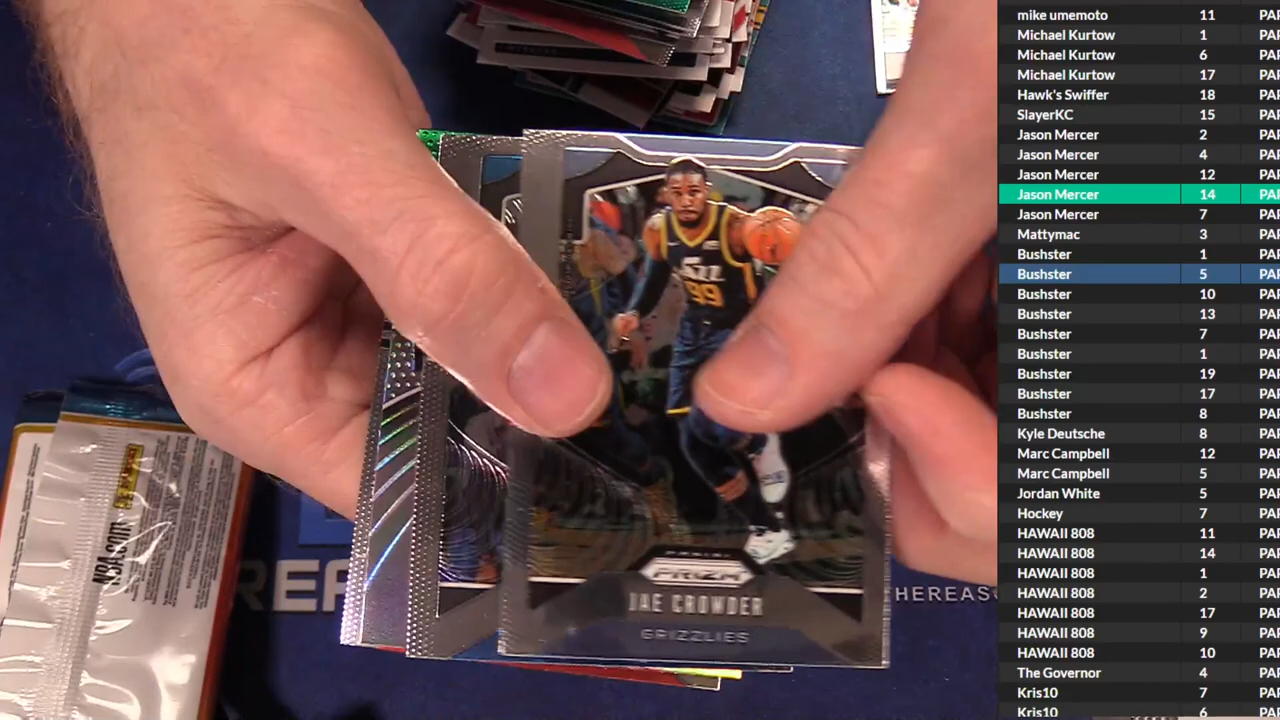 mike umemoto 11 PAR
Michael Kurtow 1 PAR
Michael Kurtow 6 PAR
Michael Kurtow 17 PAR
Hawk's Swiffer 18 PAR
SlayerKC 15 PAR
Jason Mercer 2 PAR
Jason Mercer 4 PAR
Jason Mercer 12 PAR
Jason Mercer 14 PAR
Jason Mercer 7 PAR
Mattymac 3 PAR
Bushster 1 PAR
Bushster 5 PAR
Bushster 10 PAR
Bushster 13 PAR
Bushster 7 PAR
Bushster 1 PAR
Bushster 19 PAR
Bushster 17 PAR
Bushster 8 PAR
Kyle Deutsche 8 PAR
Marc Campbell 12 PAR
Marc Campbell 5 PAR
Jordan White 5 PAR
Hockey 7 PAR
HAWAII 808 11 PAR
HAWAII 808 14 PAR
HAWAII 808 1 PAR
HAWAII 808 2 PAR
HAWAII 808 17 PAR
HAWAII 808 9 PAR
HAWAII 808 10 PAR
The Governor 4 PAR
Kris10 7 PAR
Kris10 6 PAR
99
PANINI
PRIZM
JAE CROWDER
GRIZZLIES
PANINI
NBA.COM
REA
HEREAS